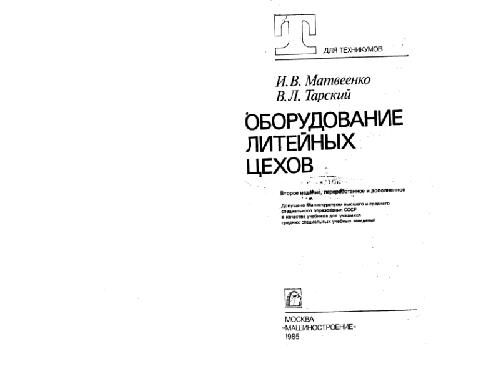 Т
ДЛЯ ТЕХНИКУМОВ
И. В. Матвеенко
В. Л. Тарский
ОБОРУДОВАНИЕ
ЛИТЕЙНЫХ
ЦЕХОВ
Второе издание, переработанное и дополненное
Допущено Министерством высшего и среднего
специального образования СССР
в качестве учебника для учащихся
средних специальных учебных заведений
МОСКВА
«МАШИНОСТРОЕНИЕ»
1985